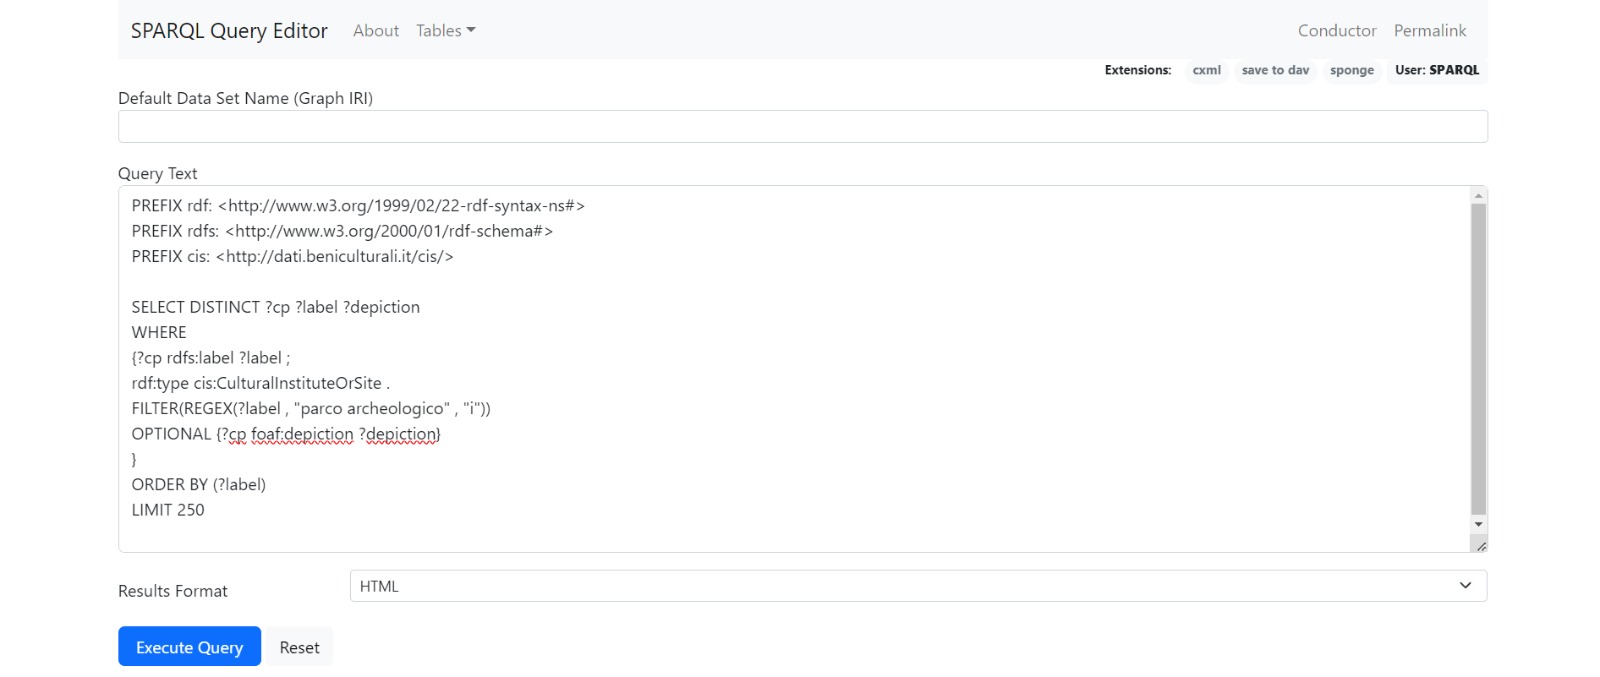 SPARQL Query Editor About Tables Conductor Permalink
Extensions: cxml save to dav sponge User: SPARQL
Default Data Set Name (Graph IRI)
Query Text
PREFIX rdf: <http://www.w3.org/1999/02/22-rdf-syntax-ns#>
PREFIX rdfs: <http://www.w3.org/2000/01/rdf-schema#>
PREFIX cis: <http://dati.beniculturali.it/cis/>
SELECT DISTINCT ?cp ?label ?depiction
WHERE
{?cp rdfs:label ?label ;
rdf:type cis:CulturalInstituteOrSite .
FILTER(REGEX(?label , "parco archeologico" , "i"))
OPTIONAL {?cp foaf:depiction ?depiction}
}
ORDER BY (?label)
LIMIT 250
Results Format HTML
Execute Query Reset